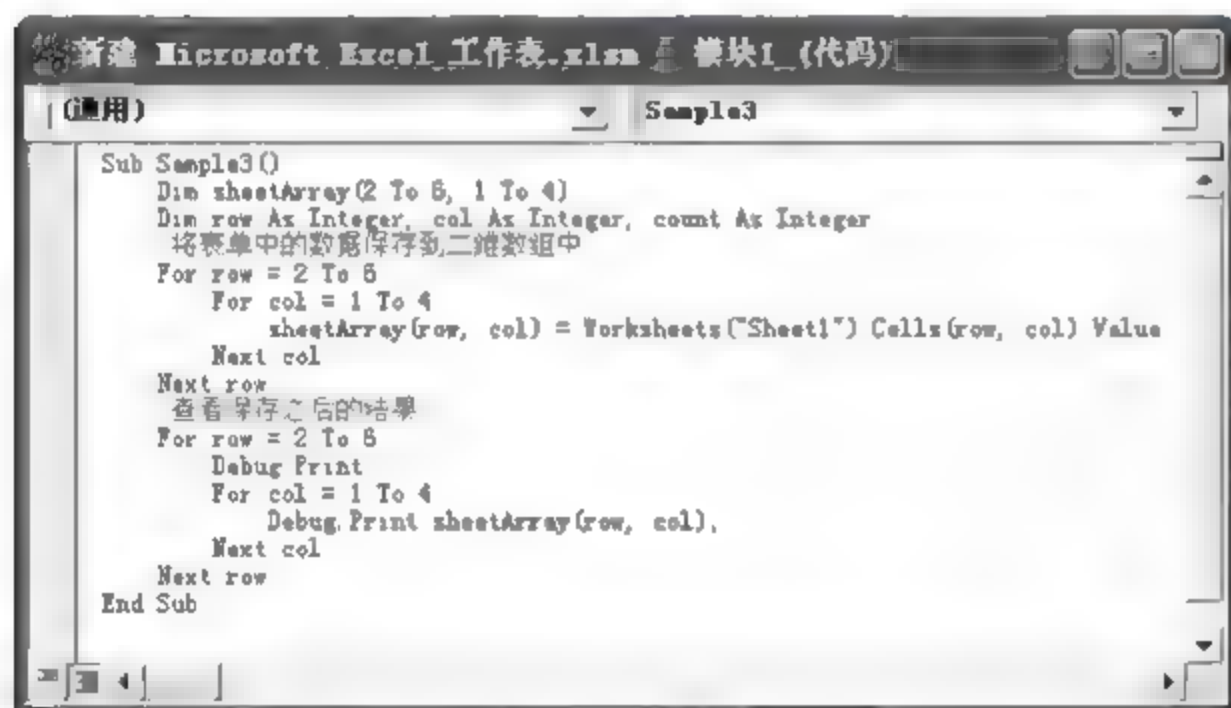 新建 Microsoft Excel 工作表.xlsm - 模块1 (代码)
(通用)
Sample3
Sub Sample3()
Dim sheetArray(2 To 6, 1 To 4)
Dim row As Integer, col As Integer, count As Integer
将表单中的数据保存到二维数组中
For row = 2 To 6
For col = 1 To 4
sheetArray(row, col) = Worksheets("Sheet1").Cells(row, col).Value
Next col
Next row
查看保存之后的结果
For row = 2 To 6
Debug.Print
For col = 1 To 4
Debug.Print sheetArray(row, col),
Next col
Next row
End Sub